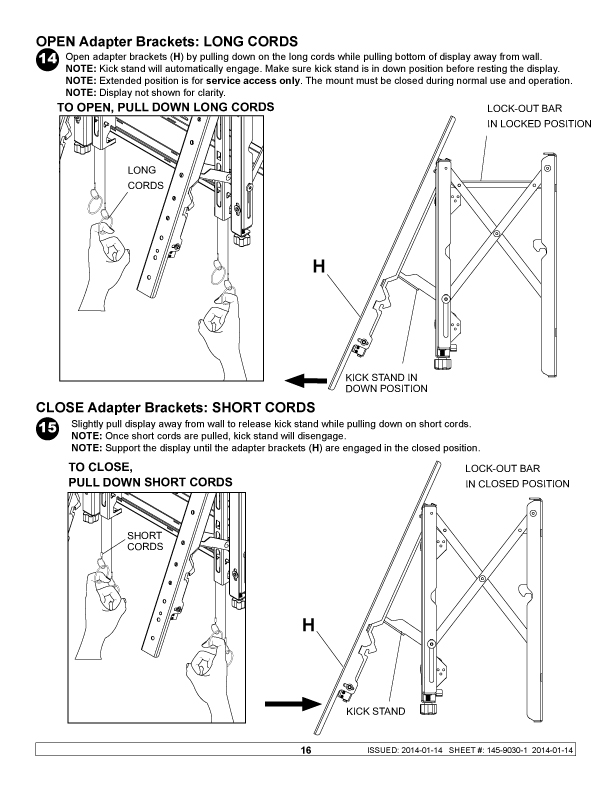 OPEN Adapter Brackets: LONG CORDS
14 Open adapter brackets (H) by pulling down on the long cords while pulling bottom of display away from wall.
NOTE: Kick stand will automatically engage. Make sure kick stand is in down position before resting the display.
NOTE: Extended position is for service access only. The mount must be closed during normal use and operation.
NOTE: Display not shown for clarity.
TO OPEN, PULL DOWN LONG CORDS
LOCK-OUT BAR
IN LOCKED POSITION
LONG
CORDS
H
KICK STAND IN
DOWN POSITION
CLOSE Adapter Brackets: SHORT CORDS
15 Slightly pull display away from wall to release kick stand while pulling down on short cords.
NOTE: Once short cords are pulled, kick stand will disengage.
NOTE: Support the display until the adapter brackets (H) are engaged in the closed position.
TO CLOSE,
PULL DOWN SHORT CORDS
LOCK-OUT BAR
IN CLOSED POSITION
SHORT
CORDS
H
KICK STAND
16 ISSUED: 2014-01-14 SHEET #: 145-9030-1 2014-01-14